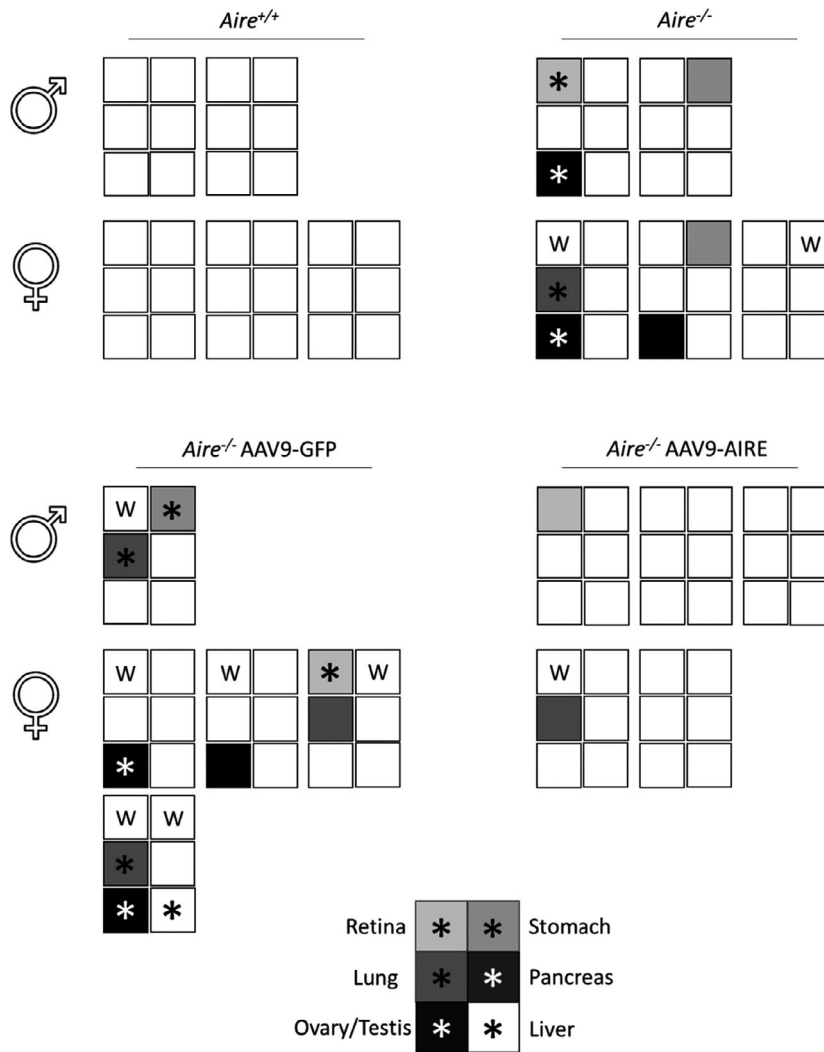 Aire+/+ Aire-/-
* 
*
W W
*
*
Aire-/- AAV9-GFP Aire-/- AAV9-AIRE
W *
*
W W * W W
*
W W
*
* *
Retina * * Stomach
Lung * * Pancreas
Ovary/Testis * * Liver